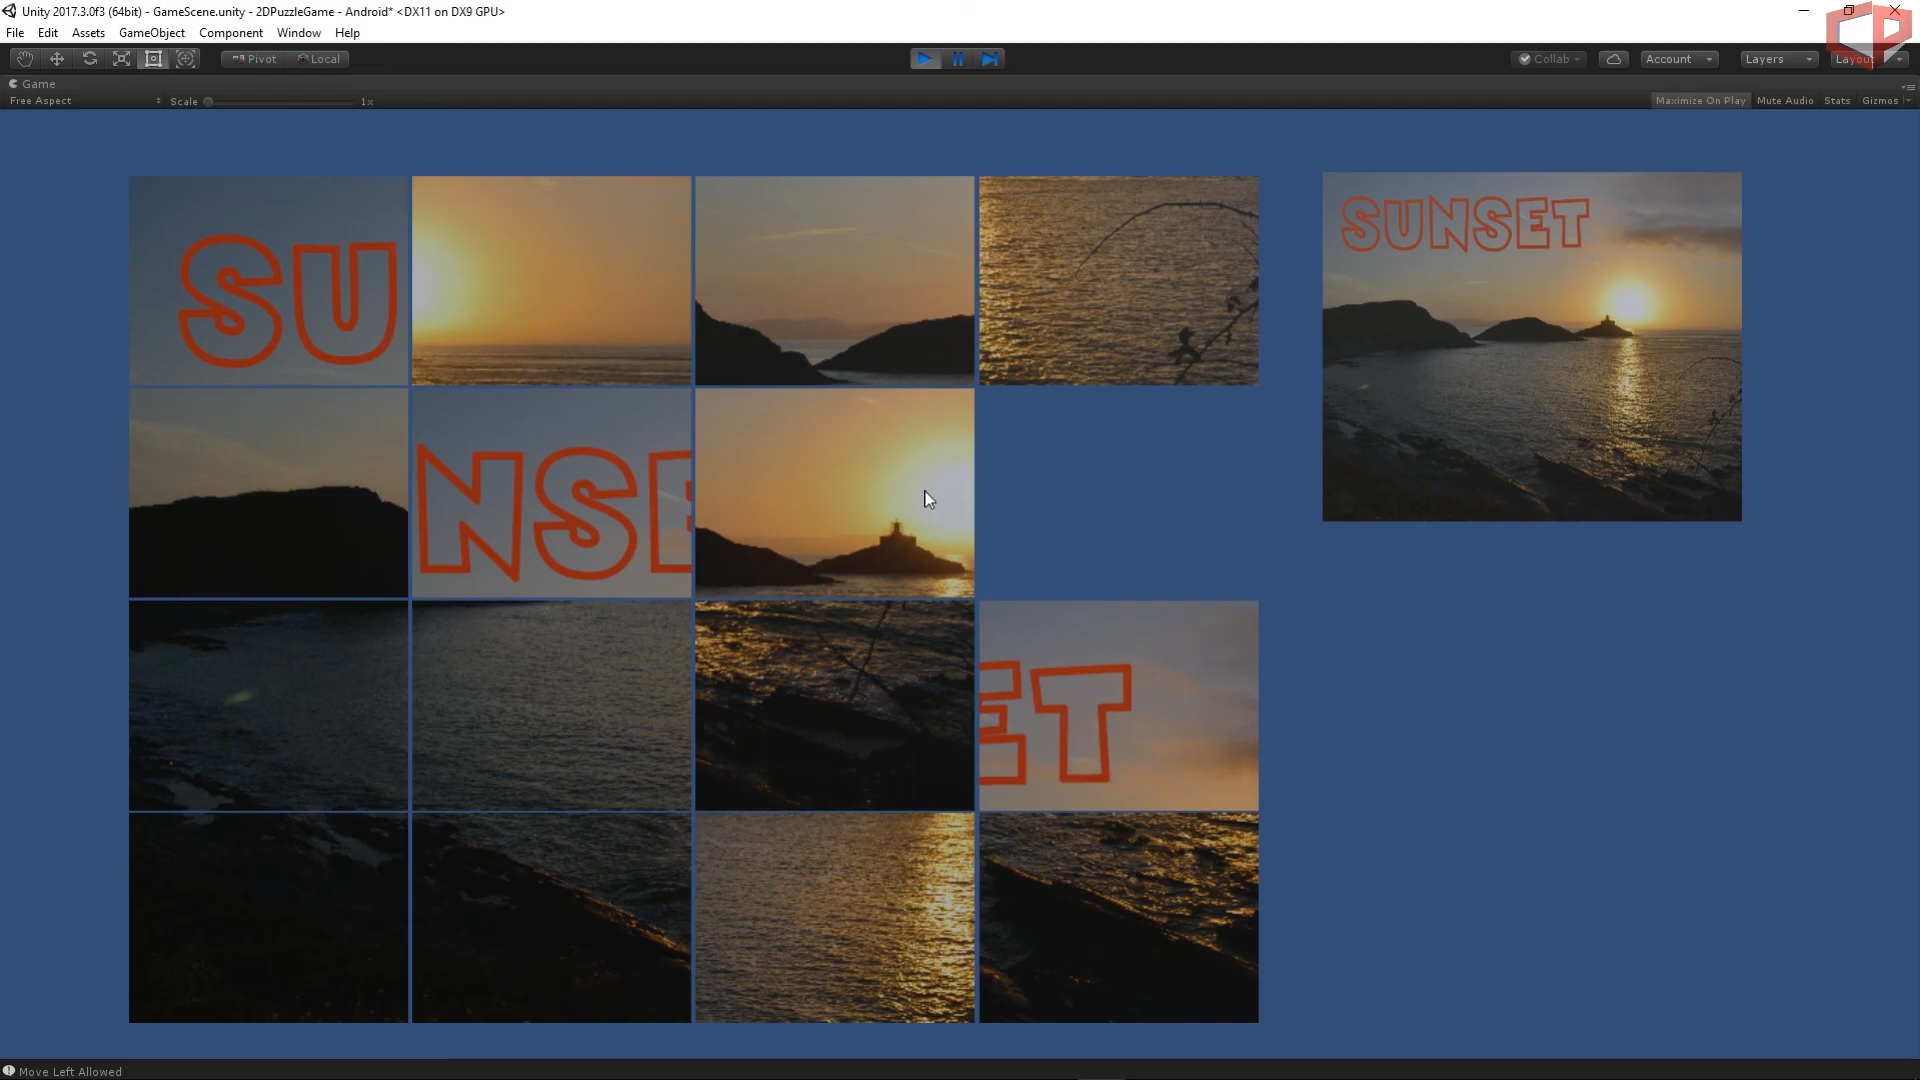 Unity 2017.3.0f3 (64bit) - GameScene.unity - 2DPuzzleGame - Android* <DX11 on DX9 GPU>
File Edit Assets GameObject Component Window Help
Pivot Local Collab Account Layers Layout
Game
Free Aspect Scale 1x Maximize On Play Mute Audio Stats Gizmos
SU
SUNSET
NSE
ET
Move Left Allowed